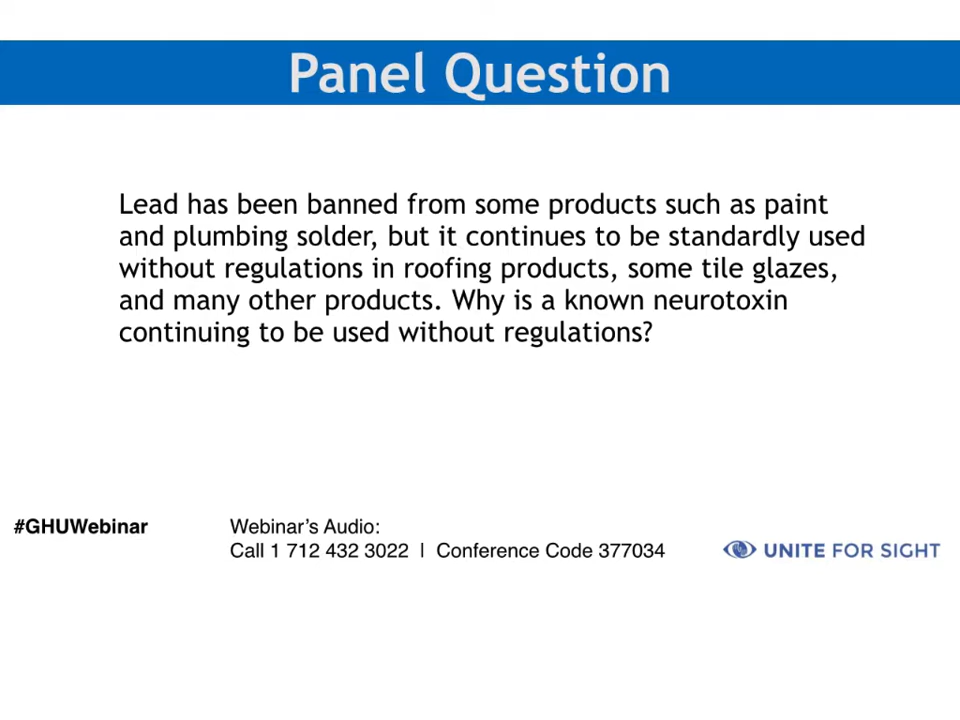 Panel Question
Lead has been banned from some products such as paint
and plumbing solder, but it continues to be standardly used
without regulations in roofing products, some tile glazes,
and many other products. Why is a known neurotoxin
continuing to be used without regulations?
#GHUWebinar
Webinar's Audio:
Call 1 712 432 3022 | Conference Code 377034
UNITE FOR SIGHT